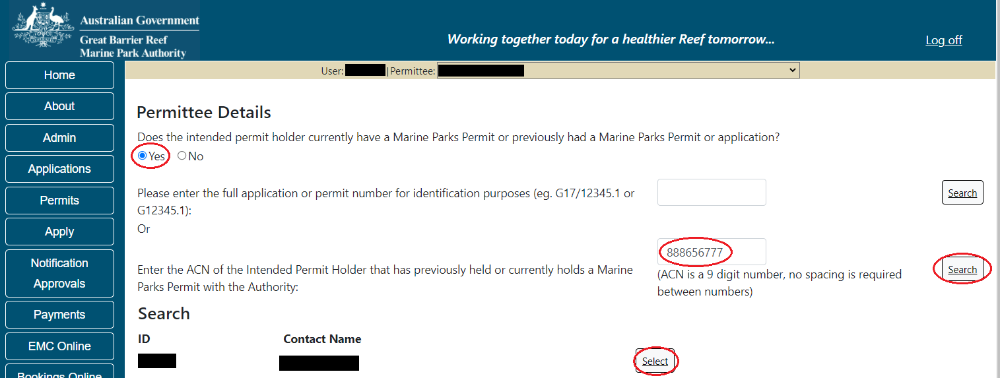 Australian Government
Great Barrier Reef
Marine Park Authority
Working together today for a healthier Reef tomorrow...
Log off
Home
About
Admin
Applications
Permits
Apply
Notification
Approvals
Payments
EMC Online
Bookings Online
User:
|Permittee:
Permittee Details
Does the intended permit holder currently have a Marine Parks Permit or previously had a Marine Parks Permit or application?
Yes No
Please enter the full application or permit number for identification purposes (eg. G17/12345.1 or
G12345.1):
Search
Or
888656777
Enter the ACN of the Intended Permit Holder that has previously held or currently holds a Marine
Parks Permit with the Authority:
(ACN is a 9 digit number, no spacing is required
between numbers)
Search
Search
ID Contact Name
Select